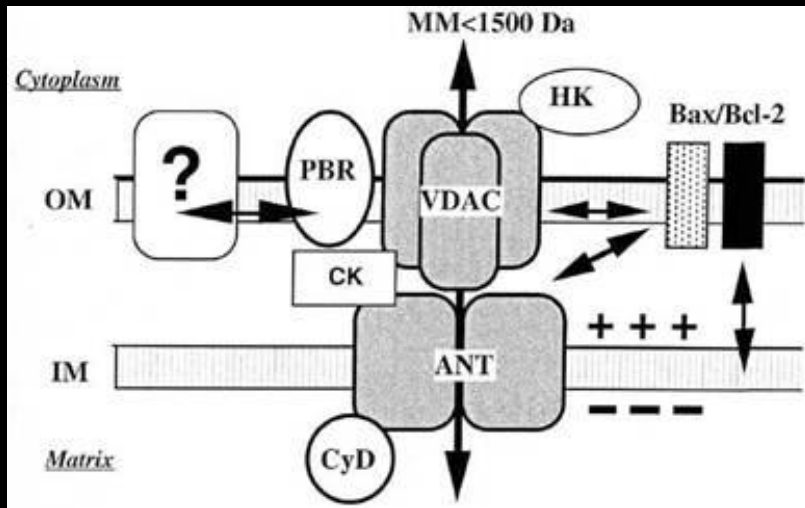 MM<1500 Da
Cytoplasm
HK
Bax/Bcl-2
?
PBR
OM
VDAC
CK
+ + +
IM
ANT
– – –
CyD
Matrix